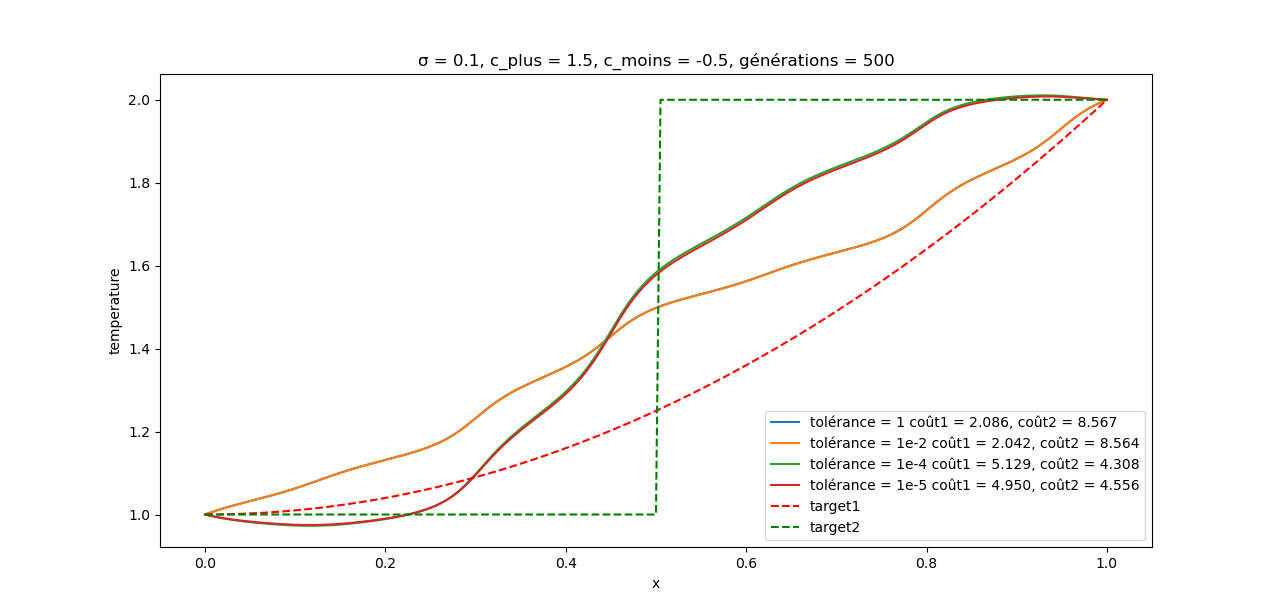 σ = 0.1, c_plus = 1.5, c_moins = -0.5, générations = 500
2.0
1.8
1.6
1.4
1.2
1.0
temperature
tolérance = 1 coût1 = 2.086, coût2 = 8.567
tolérance = 1e-2 coût1 = 2.042, coût2 = 8.564
tolérance = 1e-4 coût1 = 5.129, coût2 = 4.308
tolérance = 1e-5 coût1 = 4.950, coût2 = 4.556
target1
target2
0.0 0.2 0.4 0.6 0.8 1.0
x